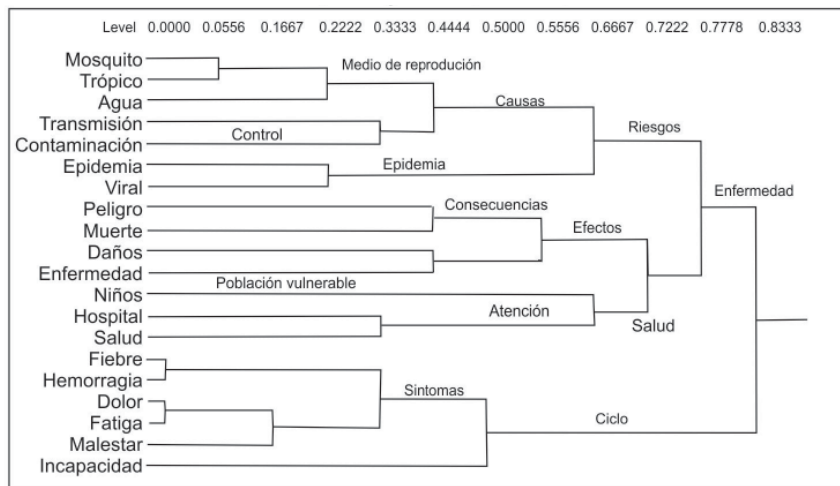 Level 0.0000 0.0556 0.1667 0.2222 0.3333 0.4444 0.5000 0.5556 0.6667 0.7222 0.7778 0.8333
Mosquito
Medio de reprodución
Trópico
Agua
Causas
Transmisión
Control
Riesgos
Contaminación
Epidemia
Epidemia
Viral
Enfermedad
Peligro
Consecuencias
Muerte
Efectos
Daños
Enfermedad
Población vulnerable
Niños
Atención
Hospital
Salud
Salud
Fiebre
Hemorragia
Sintomas
Dolor
Ciclo
Fatiga
Malestar
Incapacidad